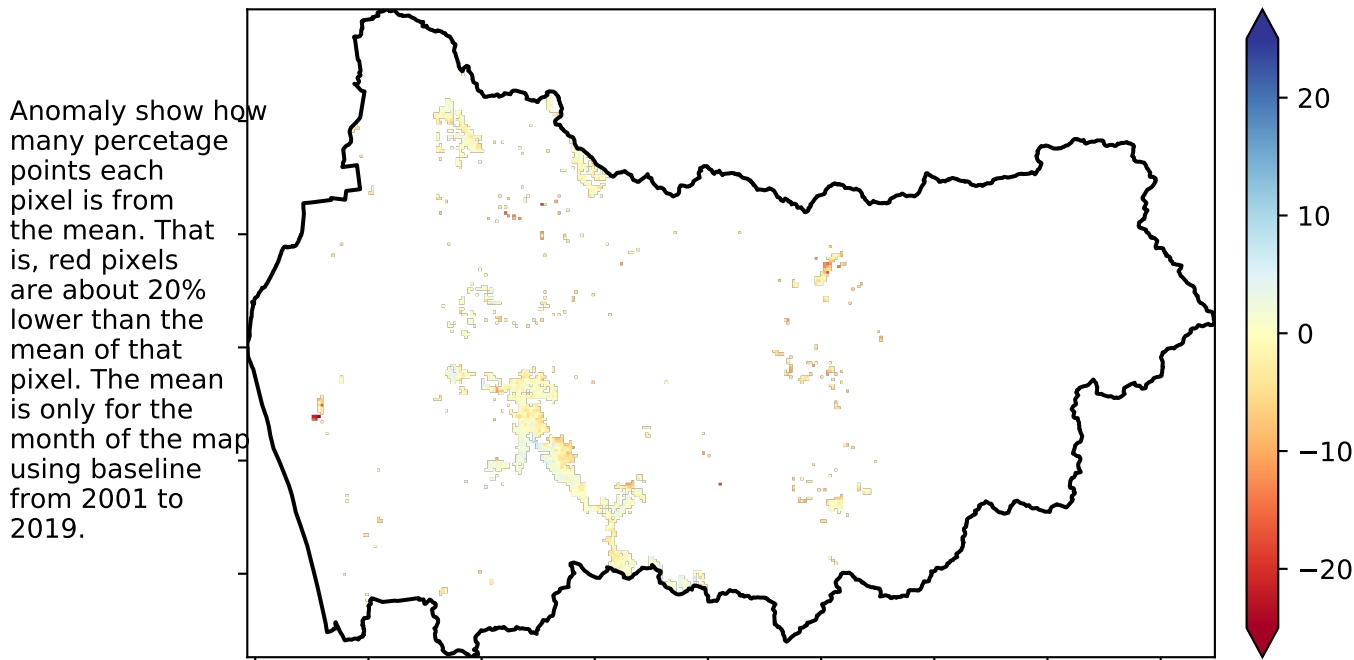 Anomaly show how
many percetage
points each
pixel is from
the mean. That
is, red pixels
are about 20%
lower than the
mean of that
pixel. The mean
is only for the
month of the map
using baseline
from 2001 to
2019.
20
10
0
−10
−20